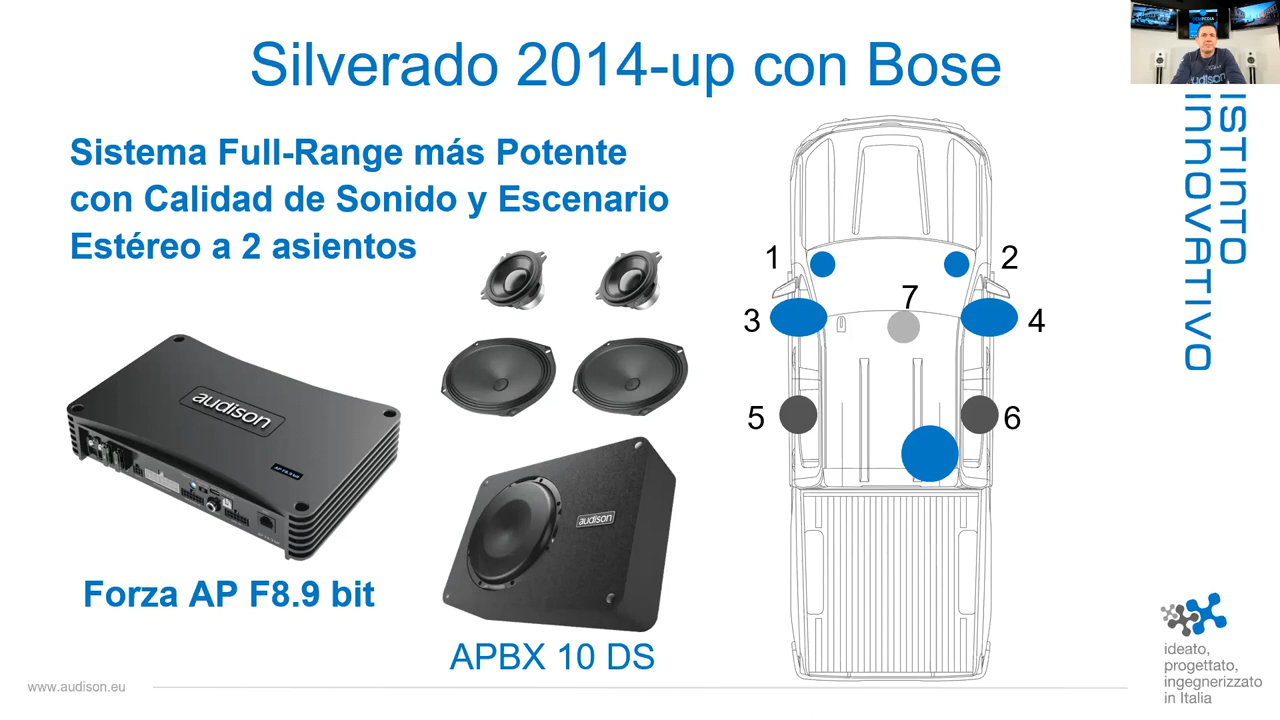 Silverado 2014-up con Bose
Sistema Full-Range más Potente
con Calidad de Sonido y Escenario
Estéreo a 2 asientos
audison
Forza AP F8.9 bit
audison
APBX 10 DS
1
2
7
3
4
5
6
audison
ISTINTO
INNOVATIVO
ideato,
progettato,
ingegnerizzato
in Italia
www.audison.eu